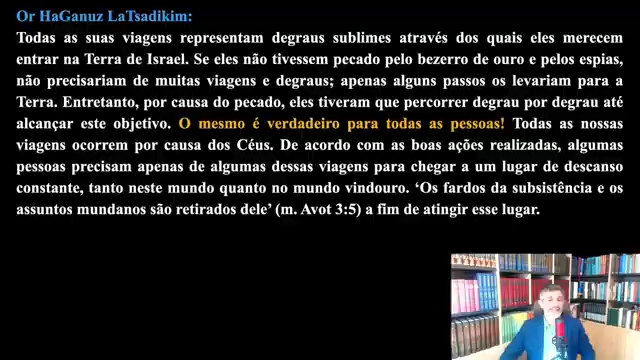 Or HaGanuz LaTsadikim:
Todas as suas viagens representam degraus sublimes através dos quais eles merecem
entrar na Terra de Israel. Se eles não tivessem pecado pelo bezerro de ouro e pelos espias,
não precisariam de muitas viagens e degraus; apenas alguns passos os levariam para a
Terra. Entretanto, por causa do pecado, eles tiveram que percorrer degrau por degrau até
alcançar este objetivo. O mesmo é verdadeiro para todas as pessoas! Todas as nossas
viagens ocorrem por causa dos Céus. De acordo com as boas ações realizadas, algumas
pessoas precisam apenas de algumas dessas viagens para chegar a um lugar de descanso
constante, tanto neste mundo quanto no mundo vindouro. ‘Os fardos da subsistência e os
assuntos mundanos são retirados dele’ (m. Avot 3:5) a fim de atingir esse lugar.